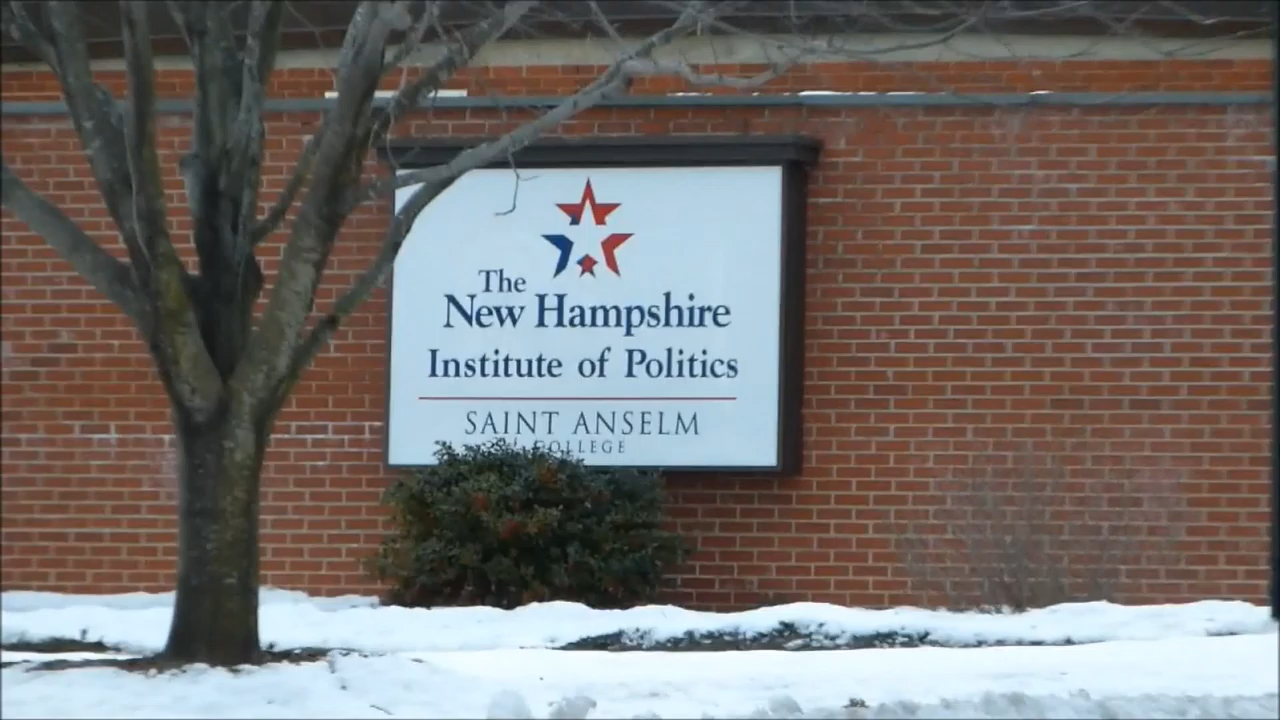 The
New Hampshire
Institute of Politics
SAINT ANSELM
COLLEGE